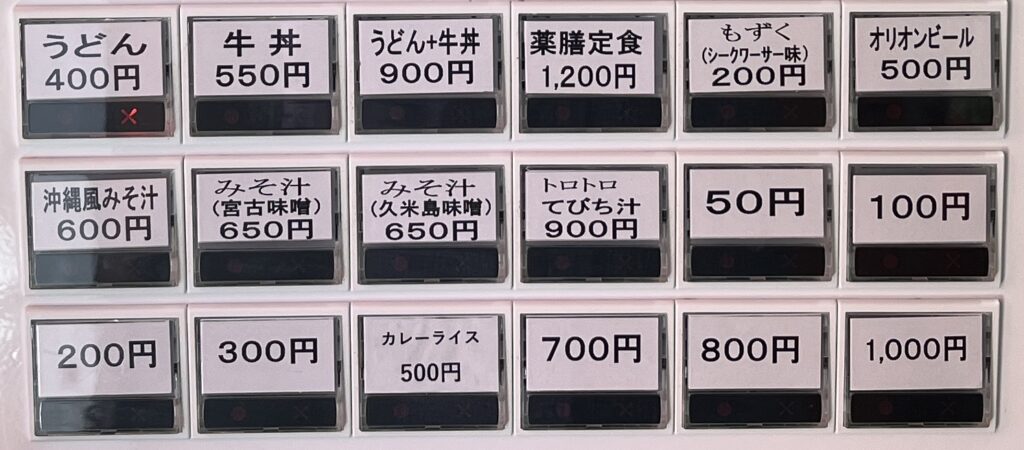 うどん
400円
牛丼
550円
うどん+牛丼
900円
薬膳定食
1,200円
もずく
(シークワーサー味)
200円
オリオンビール
500円
沖縄風みそ汁
600円
みそ汁
(宮古味噌)
650円
みそ汁
(久米島味噌)
650円
トロトロ
てびち汁
900円
50円
100円
200円
300円
カレーライス
500円
700円
800円
1,000円